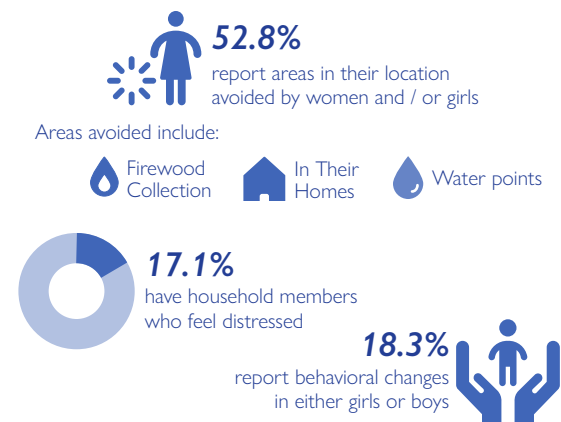 52.8%
report areas in their location
avoided by women and / or girls
Areas avoided include:
Firewood
Collection
In Their
Homes
Water points
17.1%
have household members
who feel distressed
18.3%
report behavioral changes
in either girls or boys